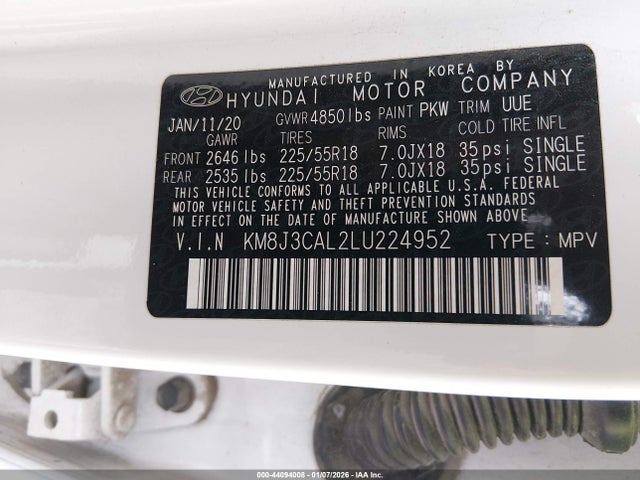 MANUFACTURED IN KOREA BY
HYUNDAI MOTOR COMPANY
JAN/11/20 GVWR 4850lbs PAINT PKW TRIM UUE
GAWR TIRES RIMS COLD TIRE INFL
FRONT 2646lbs 225/55R18 7.0JX18 35psi SINGLE
REAR 2535lbs 225/55R18 7.0JX18 35psi SINGLE
THIS VEHICLE CONFORMS TO ALL APPLICABLE U.S.A. FEDERAL
MOTOR VEHICLE SAFETY AND THEFT PREVENTION STANDARDS
IN EFFECT ON THE DATE OF MANUFACTURE SHOWN ABOVE.
V.I.N KM8J3CAL2LU224952 TYPE: MPV
000-44094008 - 01/07/2026 - © Copyright IAA, Inc.